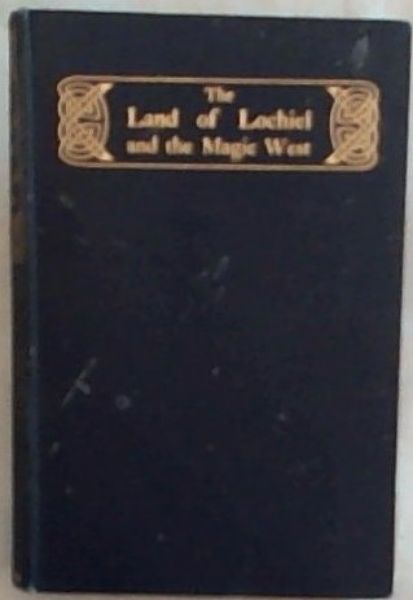 The
Land of Lochiel
and the Magic West